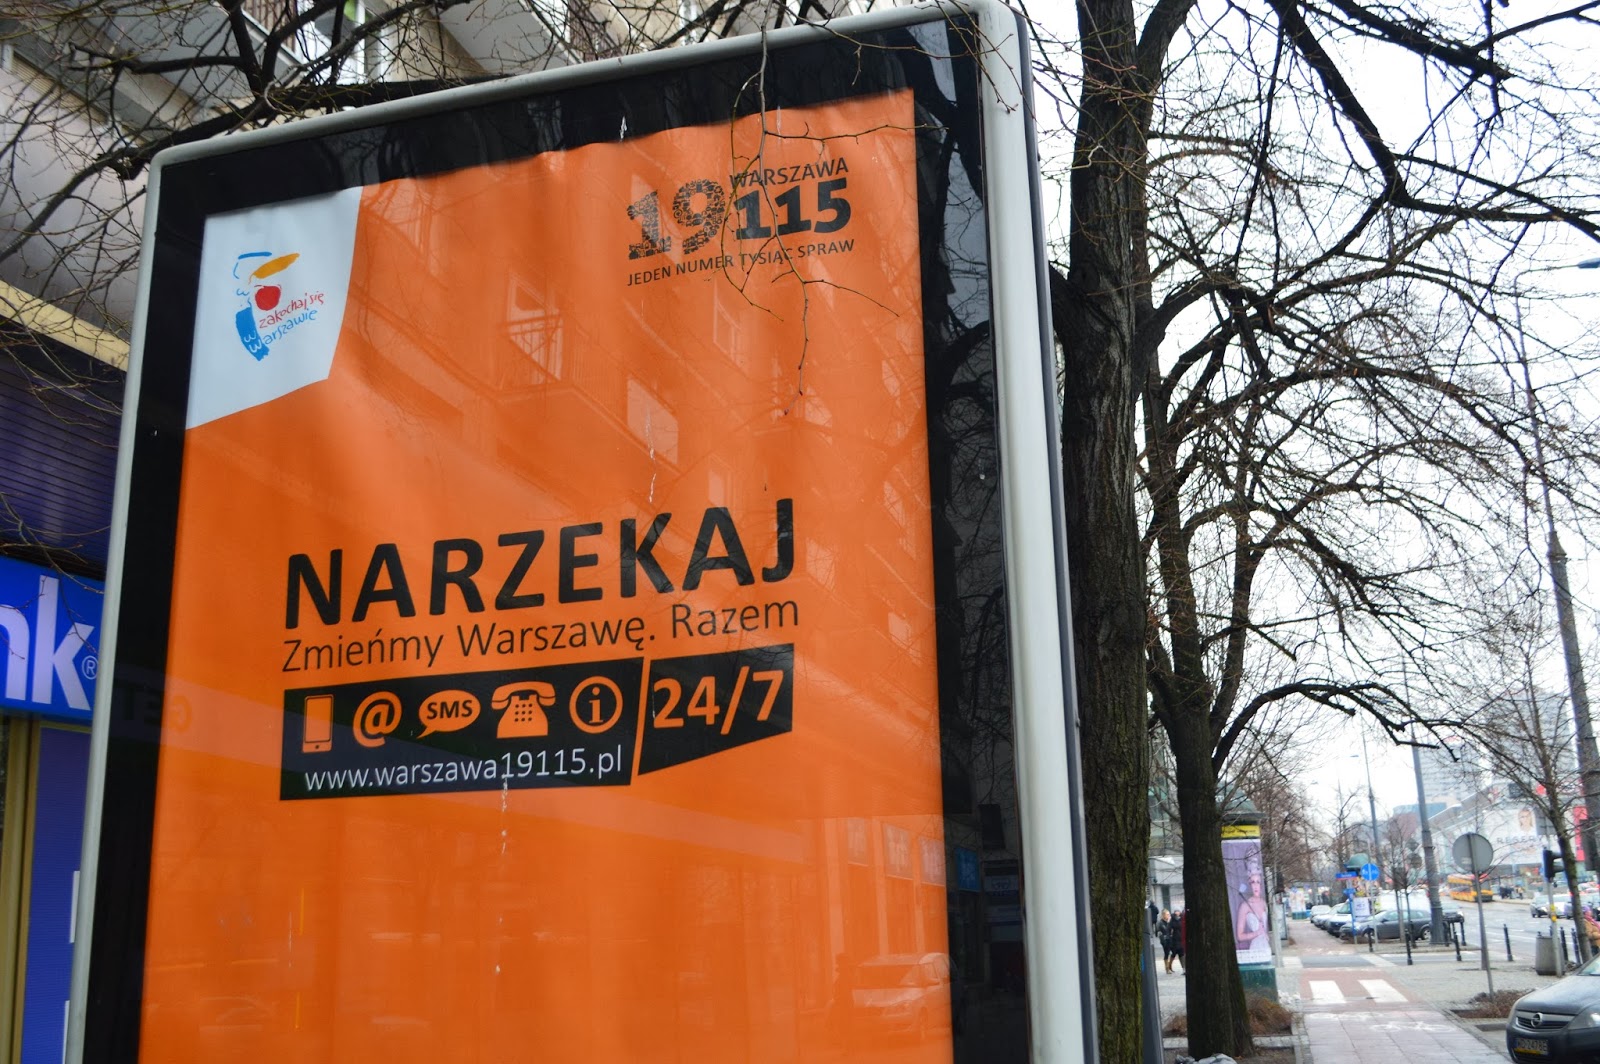 WARSZAWA
19115
JEDEN NUMER TYSIĄC SPRAW
zakochaj się
w warszawie
NARZEKAJ
Zmieńmy Warszawę. Razem
@ SMS i 24/7
www.warszawa19115.pl
nk®